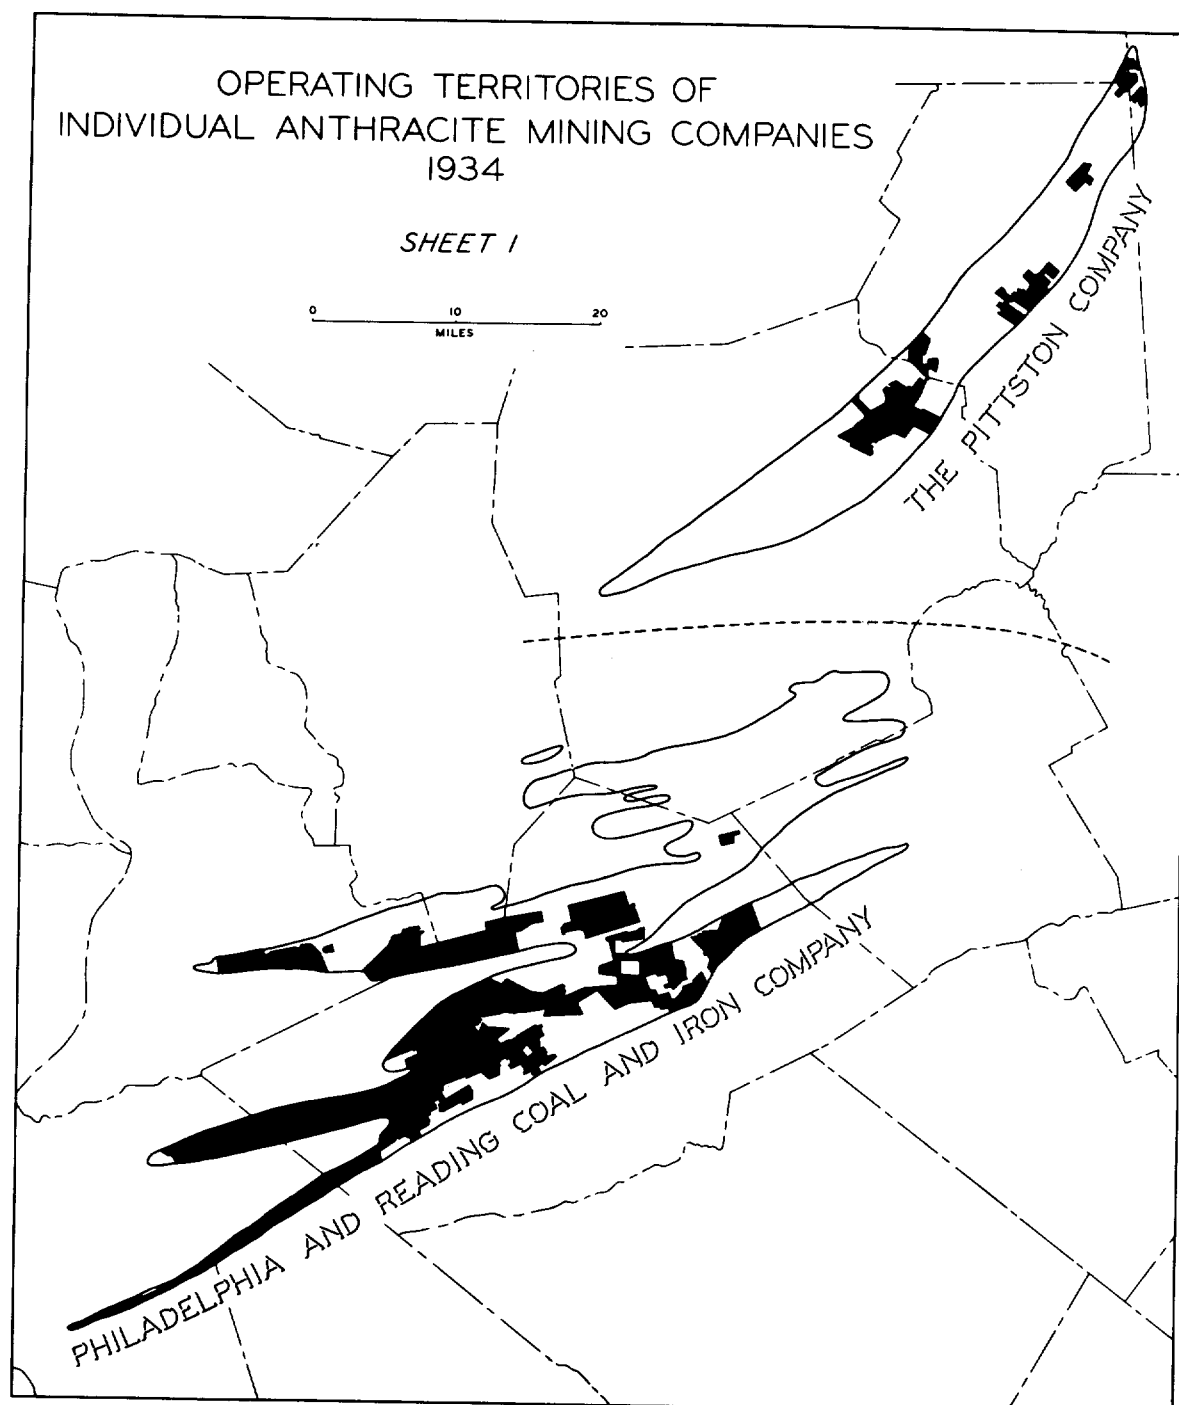 OPERATING TERRITORIES OF
INDIVIDUAL ANTHRACITE MINING COMPANIES
1934
SHEET 1
0 10 20
MILES
THE PITTSTON COMPANY
PHILADELPHIA AND READING COAL AND IRON COMPANY